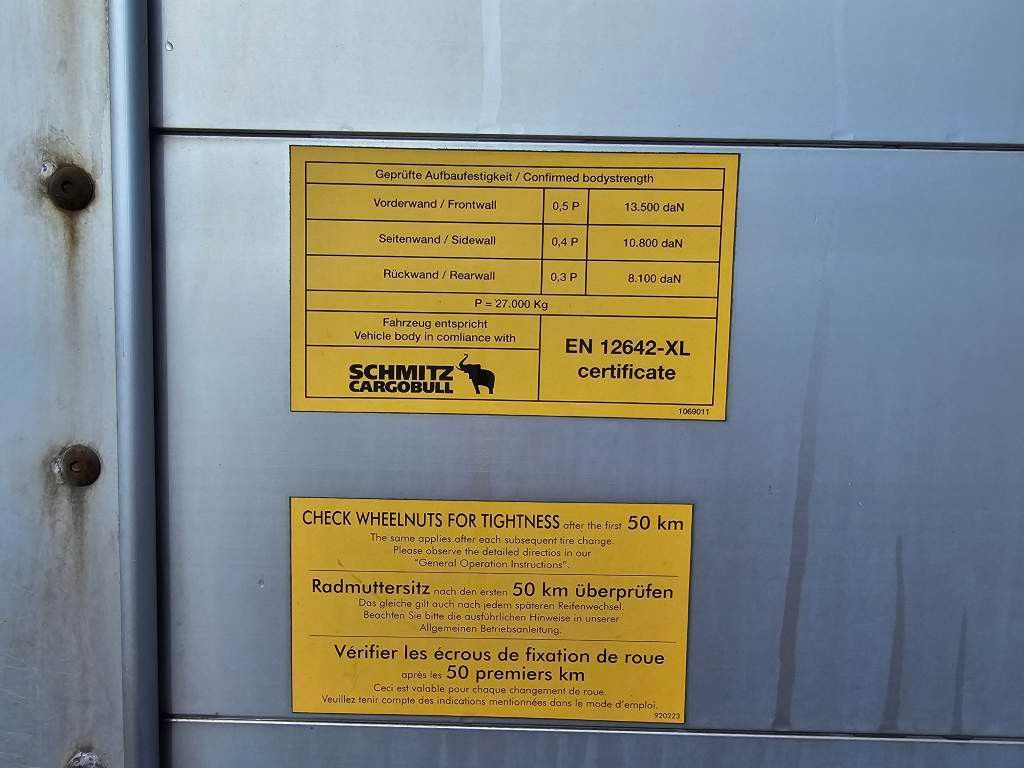 Geprüfte Aufbaufestigkeit / Confirmed bodystrength
Vorderwand / Frontwall 0,5 P 13.500 daN
Seitenwand / Sidewall 0,4 P 10.800 daN
Rückwand / Rearwall 0,3 P 8.100 daN
P = 27.000 Kg
Fahrzeug entspricht
Vehicle body in comliance with
SCHMITZ
CARGOBULL
EN 12642-XL
certificate
1069011
CHECK WHEELNUTS FOR TIGHTNESS after the first 50 km
The same applies after each subsequent tire change.
Please observe the detailed directios in our
"General Operation Instructions".
Radmuttersitz nach den ersten 50 km überprüfen
Das gleiche gilt auch nach jedem späteren Reifenwechsel.
Beachten Sie bitte die ausführlichen Hinweise in unserer
Allgemeinen Betriebsanleitung.
Vérifier les écrous de fixation de roue
après les 50 premiers km
Ceci est valable pour chaque changement de roue.
Veuillez tenir compte des indications mentionnées dans le mode d'emploi.
920223